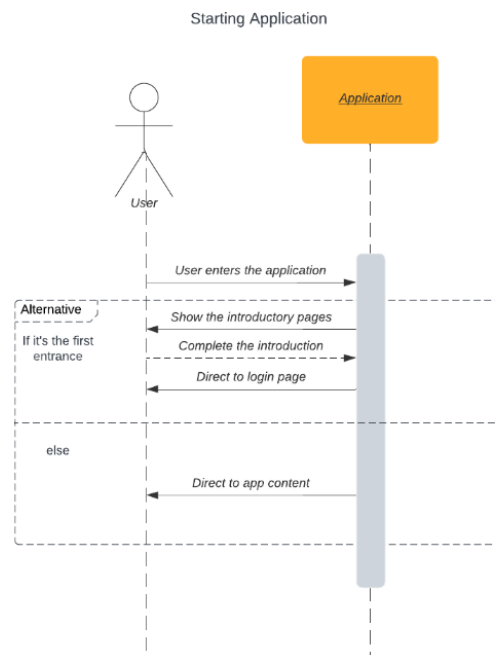 Starting Application
Application
User
User enters the application
Alternative
Show the introductory pages
If it's the first
entrance
Complete the introduction
Direct to login page
else
Direct to app content